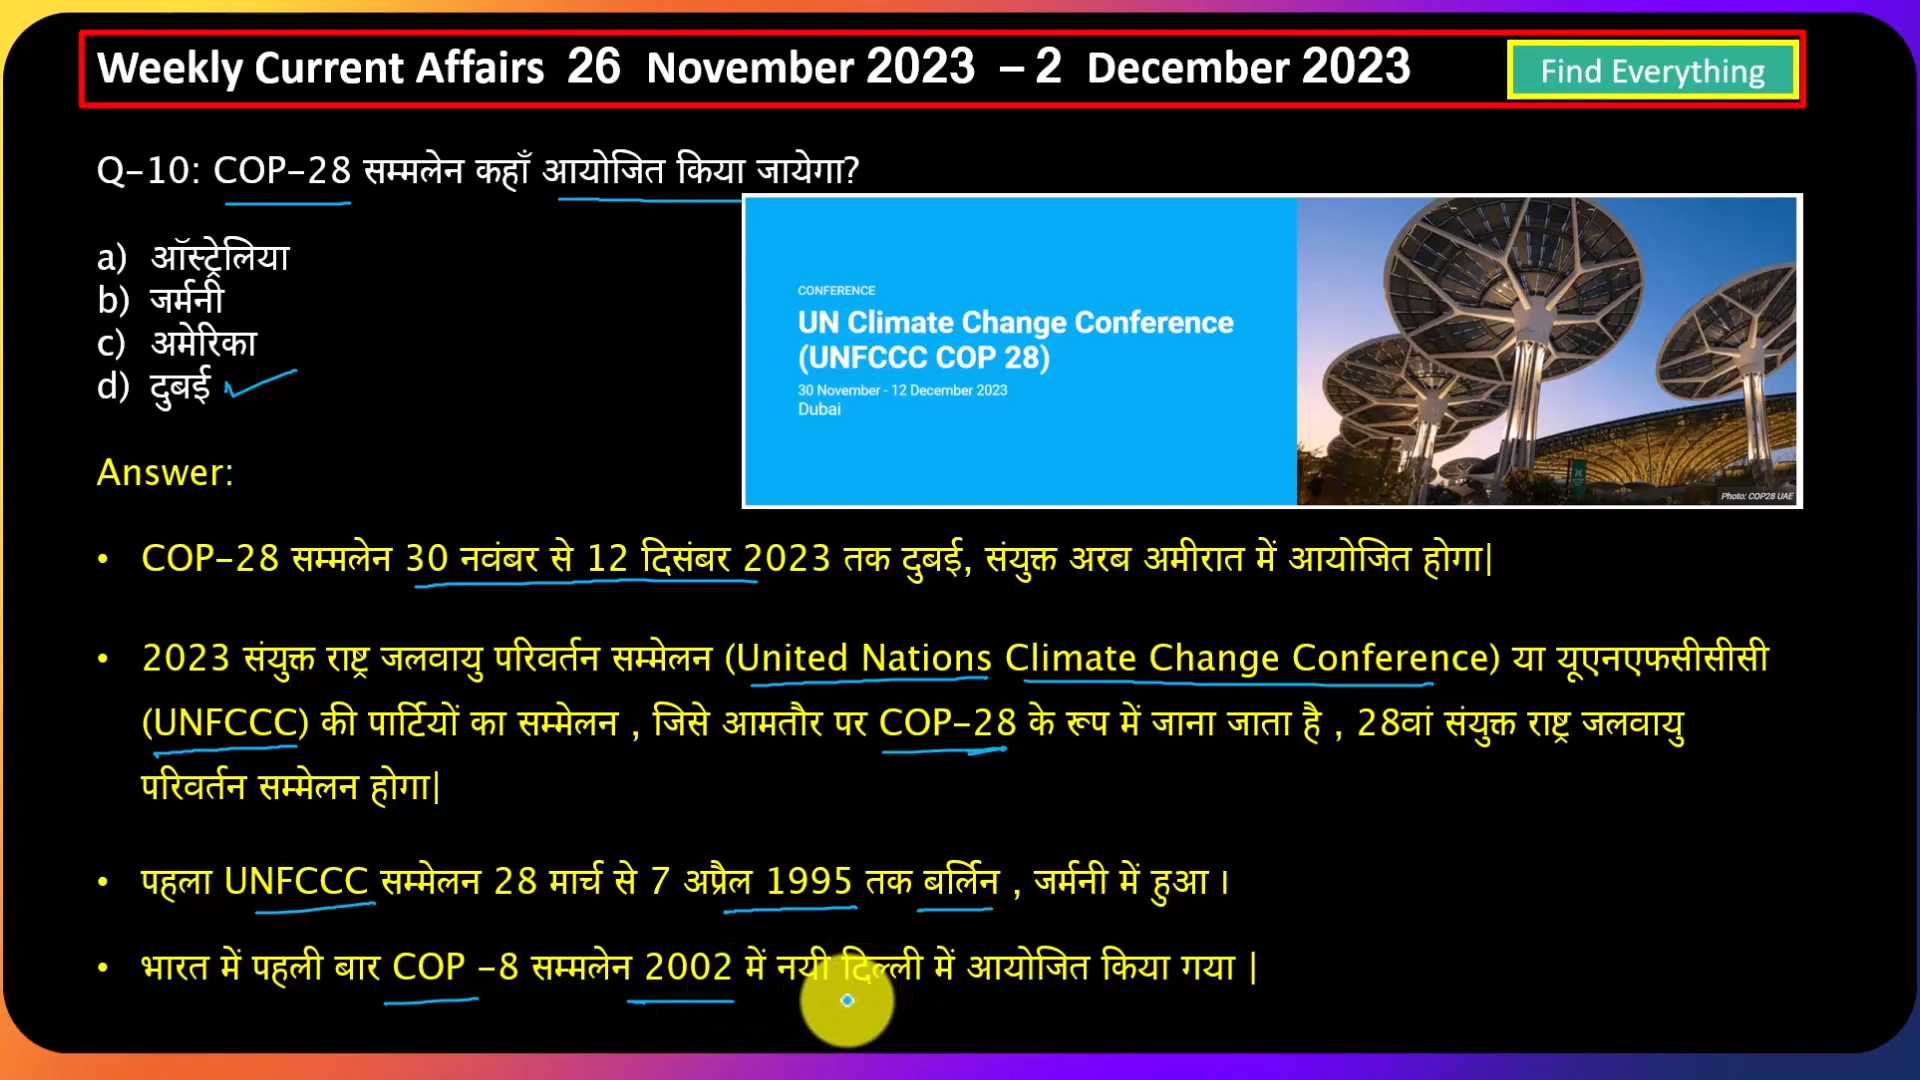 Weekly Current Affairs 26 November 2023 – 2 December 2023
Find Everything
Q-10: COP-28 सम्मलेन कहाँ आयोजित किया जायेगा?
a) ऑस्ट्रेलिया
b) जर्मनी
c) अमेरिका
d) दुबई
CONFERENCE
UN Climate Change Conference
(UNFCCC COP 28)
30 November - 12 December 2023
Dubai
Photo: COP28 UAE
Answer:
• COP-28 सम्मलेन 30 नवंबर से 12 दिसंबर 2023 तक दुबई, संयुक्त अरब अमीरात में आयोजित होगा|
• 2023 संयुक्त राष्ट्र जलवायु परिवर्तन सम्मेलन (United Nations Climate Change Conference) या यूएनएफसीसीसी
(UNFCCC) की पार्टियों का सम्मेलन , जिसे आमतौर पर COP-28 के रूप में जाना जाता है , 28वां संयुक्त राष्ट्र जलवायु
परिवर्तन सम्मेलन होगा|
• पहला UNFCCC सम्मेलन 28 मार्च से 7 अप्रैल 1995 तक बर्लिन , जर्मनी में हुआ ।
• भारत में पहली बार COP -8 सम्मलेन 2002 में नयी दिल्ली में आयोजित किया गया |